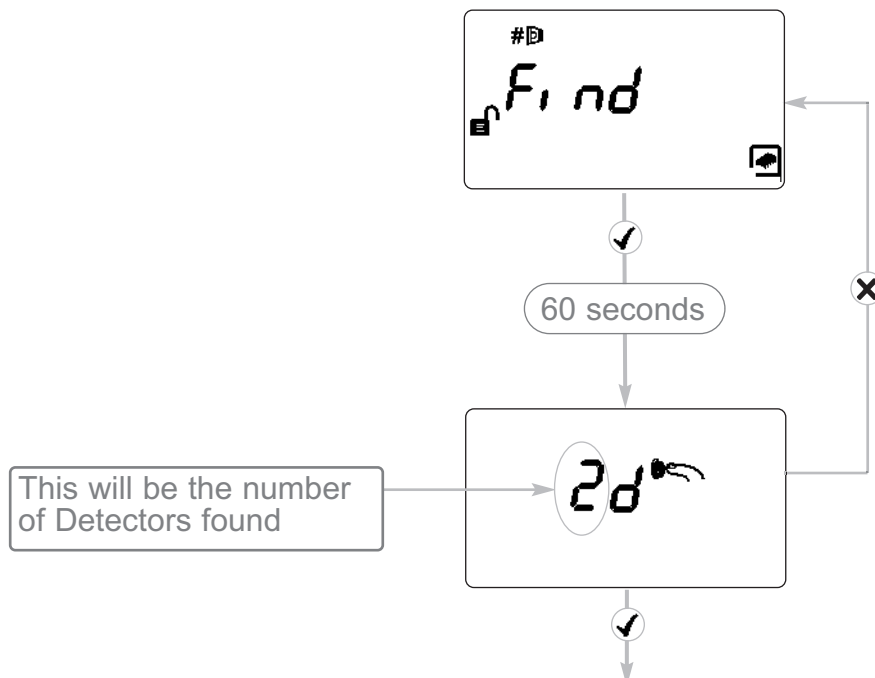 #
Find
60 seconds
2d
This will be the number
of Detectors found